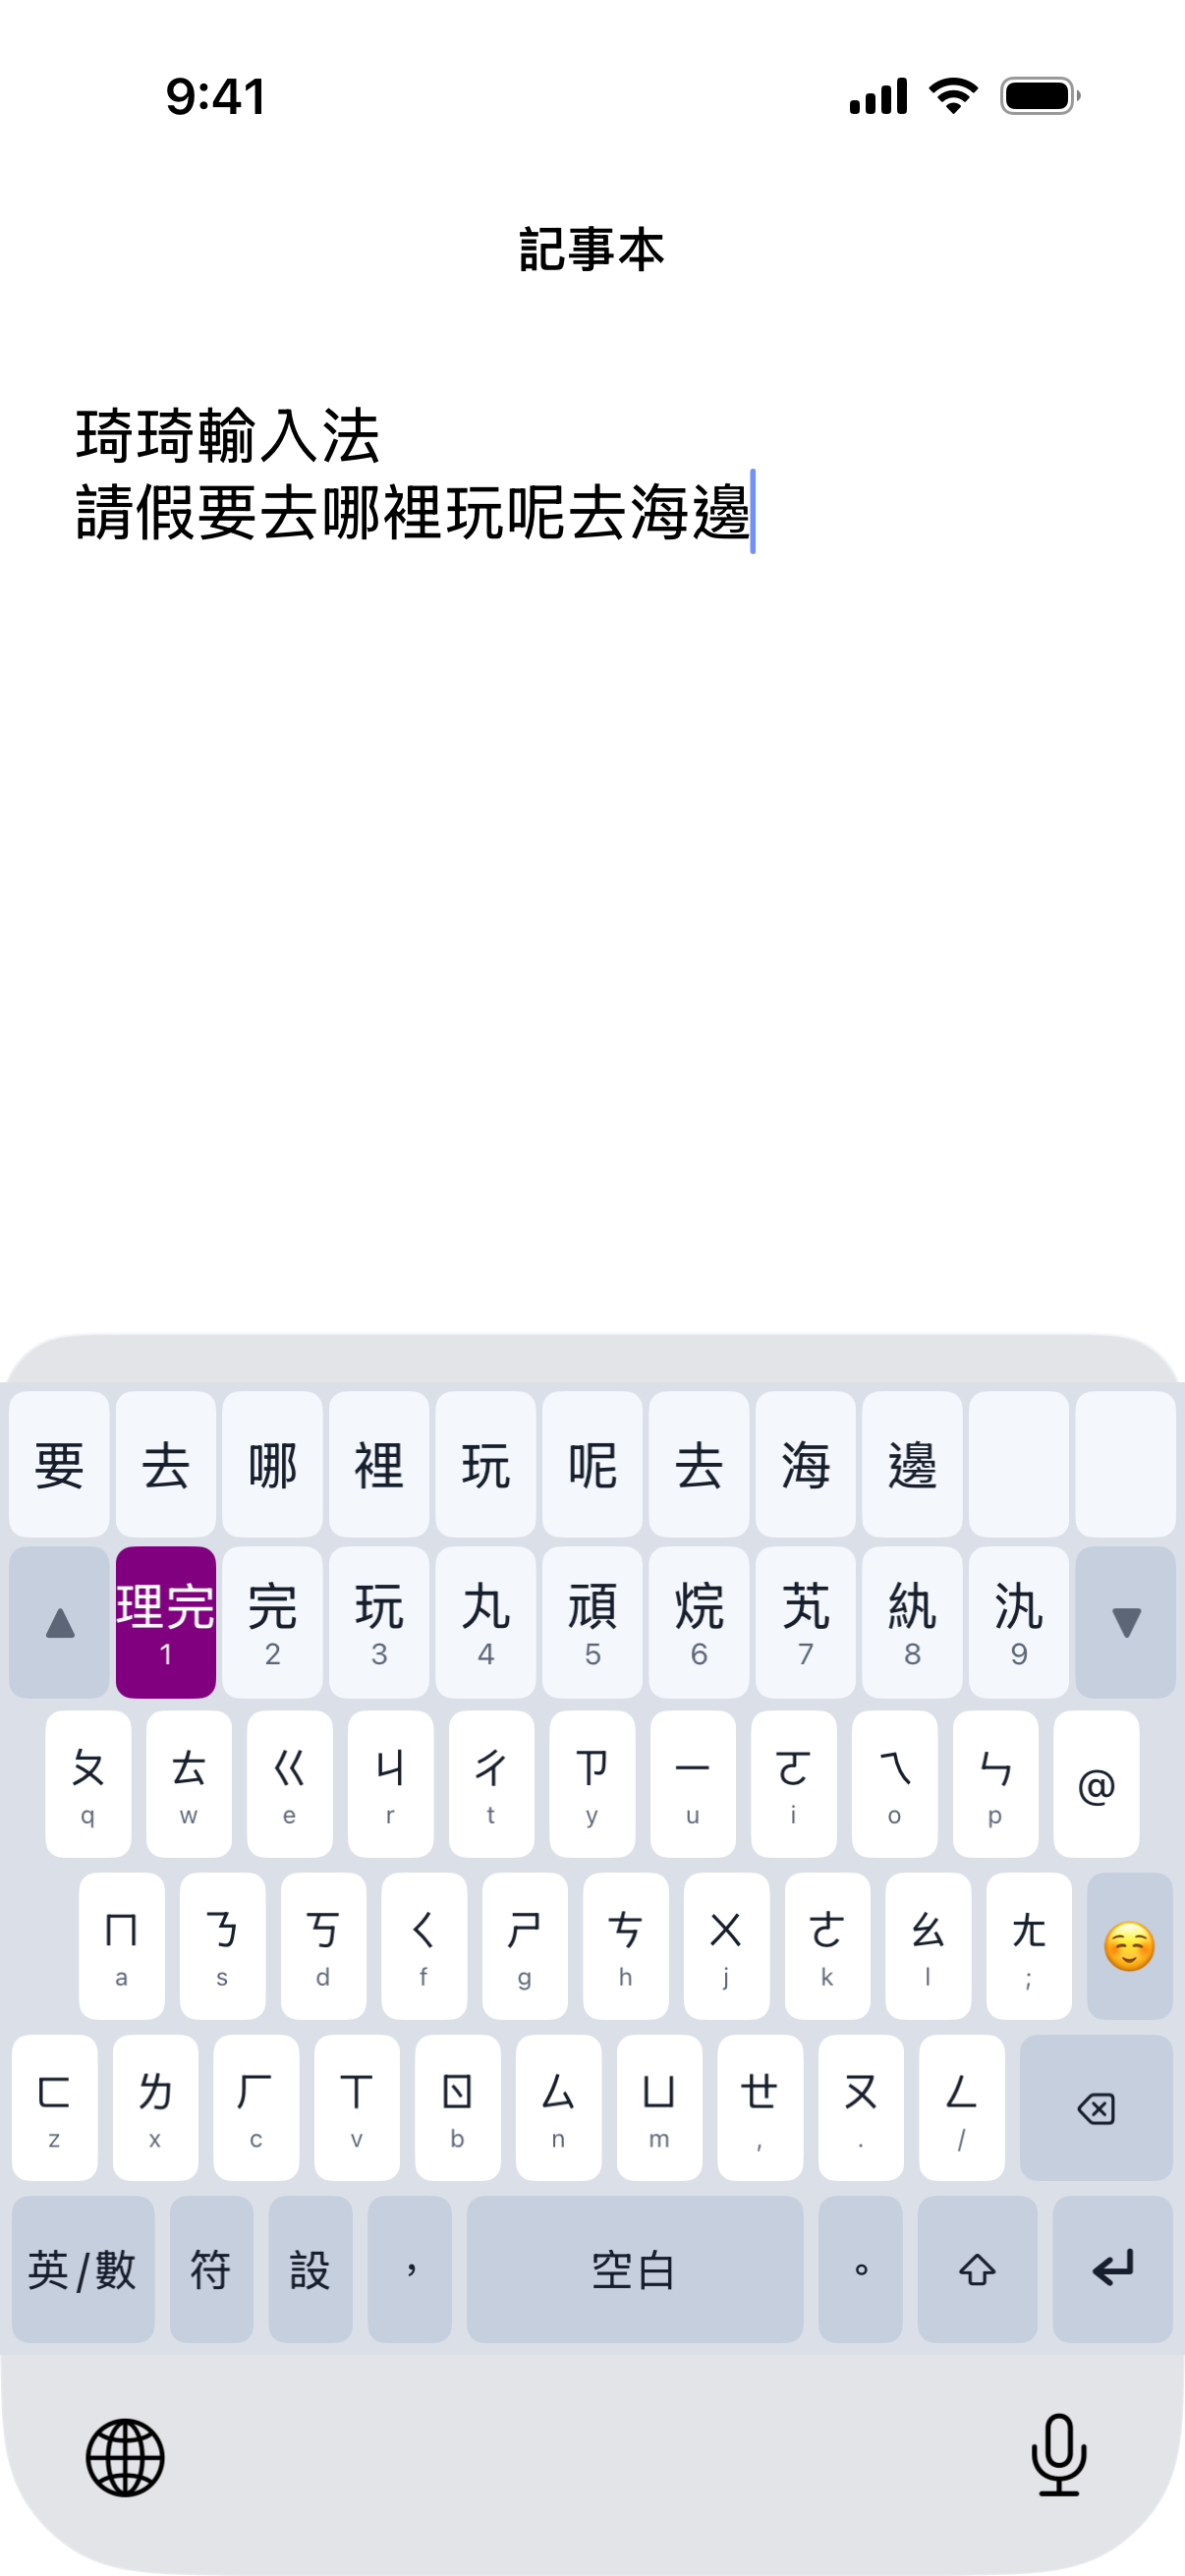 9:41
記事本
琦琦輸入法
請假要去哪裡玩呢去海邊
要 去 哪 裡 玩 呢 去 海 邊
▲ 理完 完 玩 丸 頑 烷 芄 紈 汍 ▼
1 2 3 4 5 6 7 8 9
ㄆ ㄊ ㄍ ㄐ ㄔ ㄗ ㄧ ㄛ ㄟ ㄣ @
q w e r t y u i o p
ㄇ ㄋ ㄎ ㄑ ㄕ ㄘ ㄨ ㄜ ㄠ ㄤ
a s d f g h j k l ;
ㄈ ㄌ ㄏ ㄒ ㄖ ㄙ ㄩ ㄝ ㄡ ㄥ
z x c v b n m , . /
英/數 符 設 , 空白 。